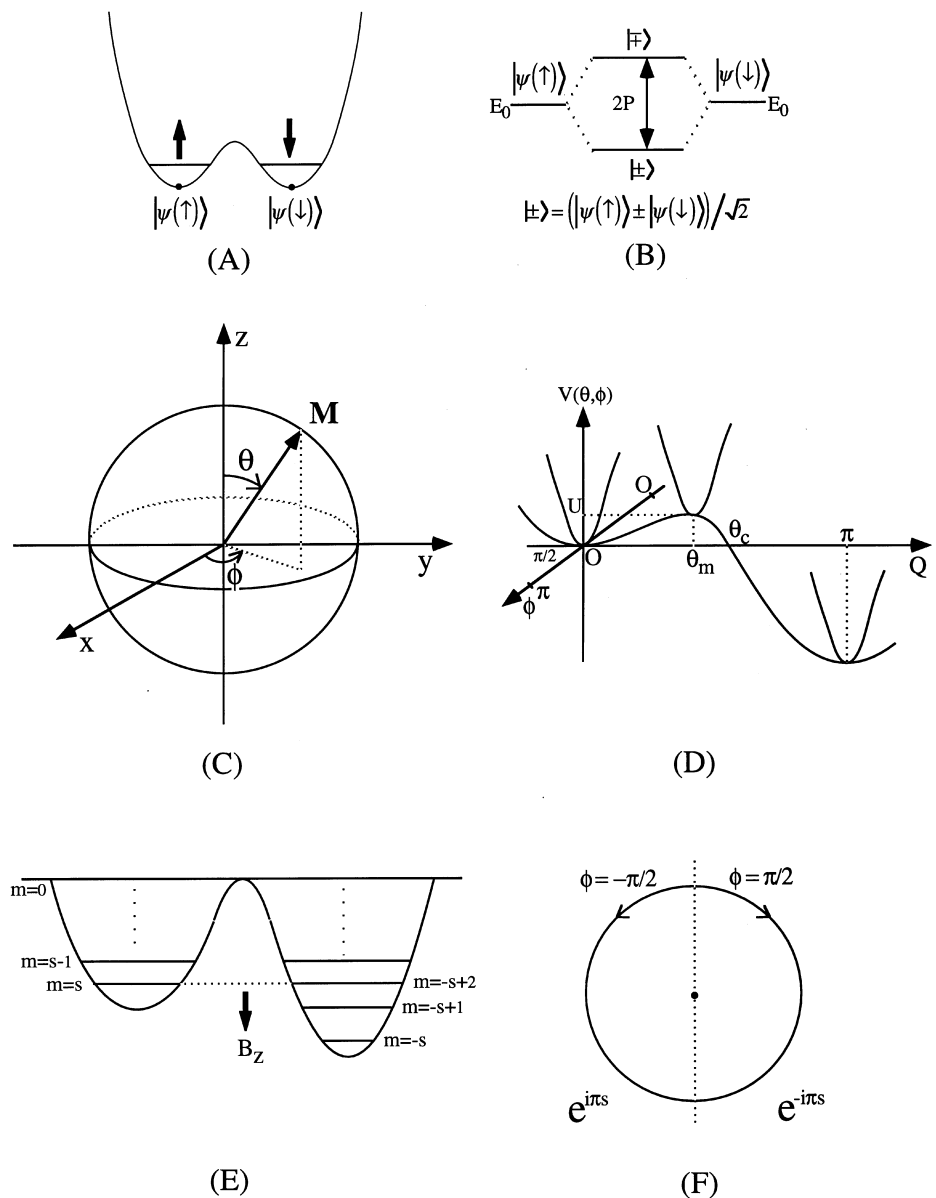 |ψ(↑)⟩ |ψ(↓)⟩
(A)
|∓⟩
|ψ(↑)⟩ |ψ(↓)⟩
E₀ 2P E₀
|±⟩
|±⟩=(|ψ(↑)⟩±|ψ(↓)⟩)/√2
(B)
z
M
θ
y
ϕ
x
(C)
V(θ,ϕ)
O
U
θc π
π/2 O θm Q
ϕ π
(D)
m=0
m=s-1
m=s m=-s+2
m=-s+1
Bz m=-s
(E)
ϕ=−π/2 ϕ=π/2
e^iπs e^-iπs
(F)